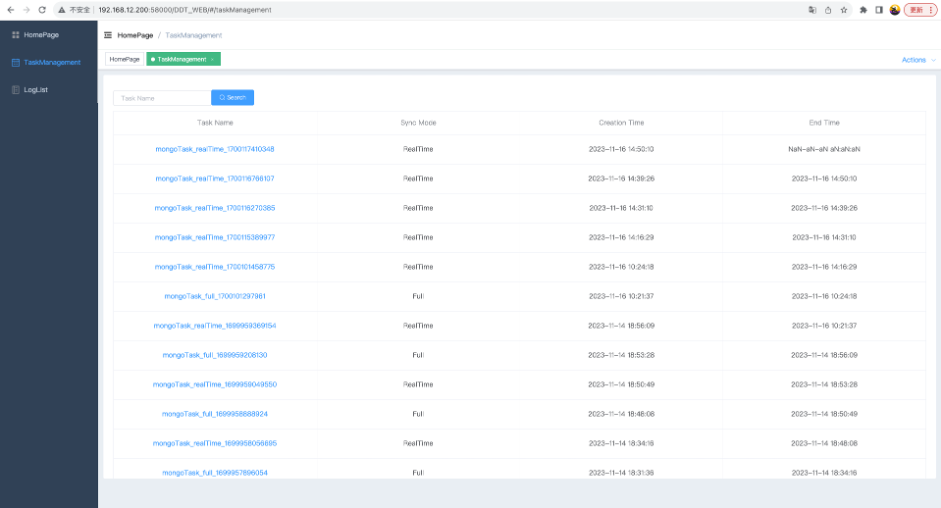 不安全 | 192.168.12.200:58000/DDT_WEB/#/taskManagement 更新
HomePage
TaskManagement
LogList
HomePage / TaskManagement
HomePage TaskManagement Actions
Task Name Search
Task Name Sync Mode Creation Time End Time
mongoTask_realTime_1700117410348 RealTime 2023-11-16 14:50:10 NaN-aN-aN aN:aN:aN
mongoTask_realTime_1700116766107 RealTime 2023-11-16 14:39:26 2023-11-16 14:50:10
mongoTask_realTime_1700116270385 RealTime 2023-11-16 14:31:10 2023-11-16 14:39:26
mongoTask_realTime_1700115389977 RealTime 2023-11-16 14:16:29 2023-11-16 14:31:10
mongoTask_realTime_1700101458775 RealTime 2023-11-16 10:24:18 2023-11-16 14:16:29
mongoTask_full_1700101297961 Full 2023-11-16 10:21:37 2023-11-16 10:24:18
mongoTask_realTime_1699959369154 RealTime 2023-11-14 18:56:09 2023-11-16 10:21:37
mongoTask_full_1699959208130 Full 2023-11-14 18:53:28 2023-11-14 18:56:09
mongoTask_realTime_1699959049550 RealTime 2023-11-14 18:50:49 2023-11-14 18:53:28
mongoTask_full_1699958888924 Full 2023-11-14 18:48:08 2023-11-14 18:50:49
mongoTask_realTime_1699958056695 RealTime 2023-11-14 18:34:16 2023-11-14 18:48:08
mongoTask_full_1699957896054 Full 2023-11-14 18:31:36 2023-11-14 18:34:16